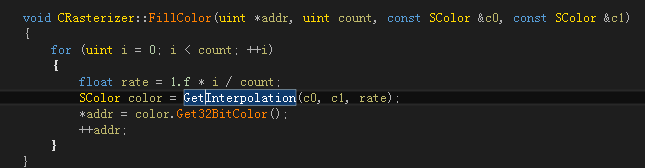 void CRasterizer::FillColor(uint *addr, uint count, const SColor &c0, const SColor &c1)
{
for (uint i = 0; i < count; ++i)
{
float rate = 1.f * i / count;
SColor color = GetInterpolation(c0, c1, rate);
*addr = color.Get32BitColor();
++addr;
}
}